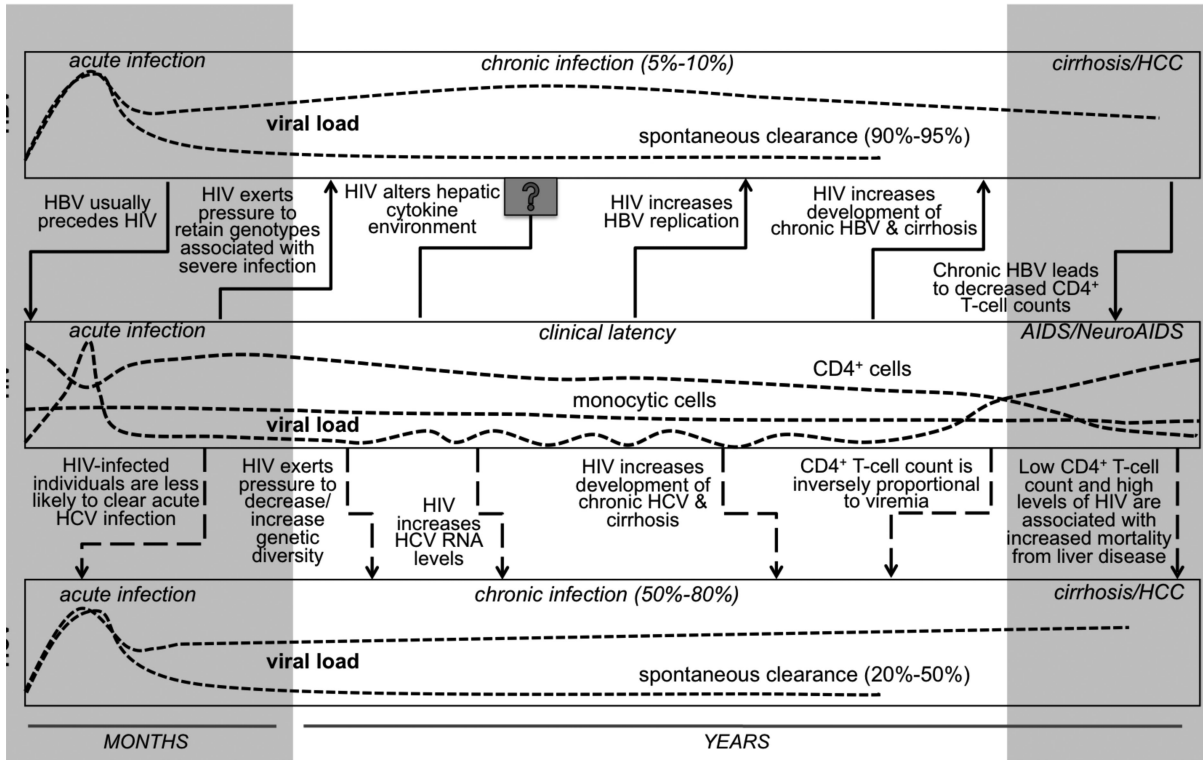 acute infection
chronic infection (5%-10%)
cirrhosis/HCC
viral load
spontaneous clearance (90%-95%)
HBV usually
precedes HIV
HIV exerts
pressure to
retain genotypes
associated with
severe infection
HIV alters hepatic
cytokine
environment
?
HIV increases
HBV replication
HIV increases
development of
chronic HBV & cirrhosis
Chronic HBV leads
to decreased CD4⁺
T-cell counts
acute infection
clinical latency
AIDS/NeuroAIDS
CD4⁺ cells
monocytic cells
viral load
HIV-infected
individuals are less
likely to clear acute
HCV infection
HIV exerts
pressure to
decrease/
increase
genetic
diversity
HIV
increases
HCV RNA
levels
HIV increases
development of
chronic HCV &
cirrhosis
CD4⁺ T-cell count is
inversely proportional
to viremia
Low CD4⁺ T-cell
count and high
levels of HIV are
associated with
increased mortality
from liver disease
acute infection
chronic infection (50%-80%)
cirrhosis/HCC
viral load
spontaneous clearance (20%-50%)
MONTHS
YEARS